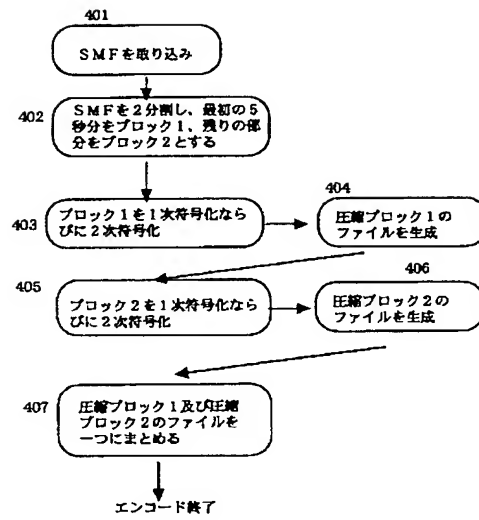 401
SMFを取り込み
402
SMFを2分割し、最初の5
秒分をブロック1、残りの部
分をブロック2とする
403
ブロック1を1次符号化なら
びに2次符号化
404
圧縮ブロック1の
ファイルを生成
405
ブロック2を1次符号化なら
びに2次符号化
406
圧縮ブロック2の
ファイルを生成
407
圧縮ブロック1及び圧縮
ブロック2のファイルを
一つにまとめる
エンコード終了